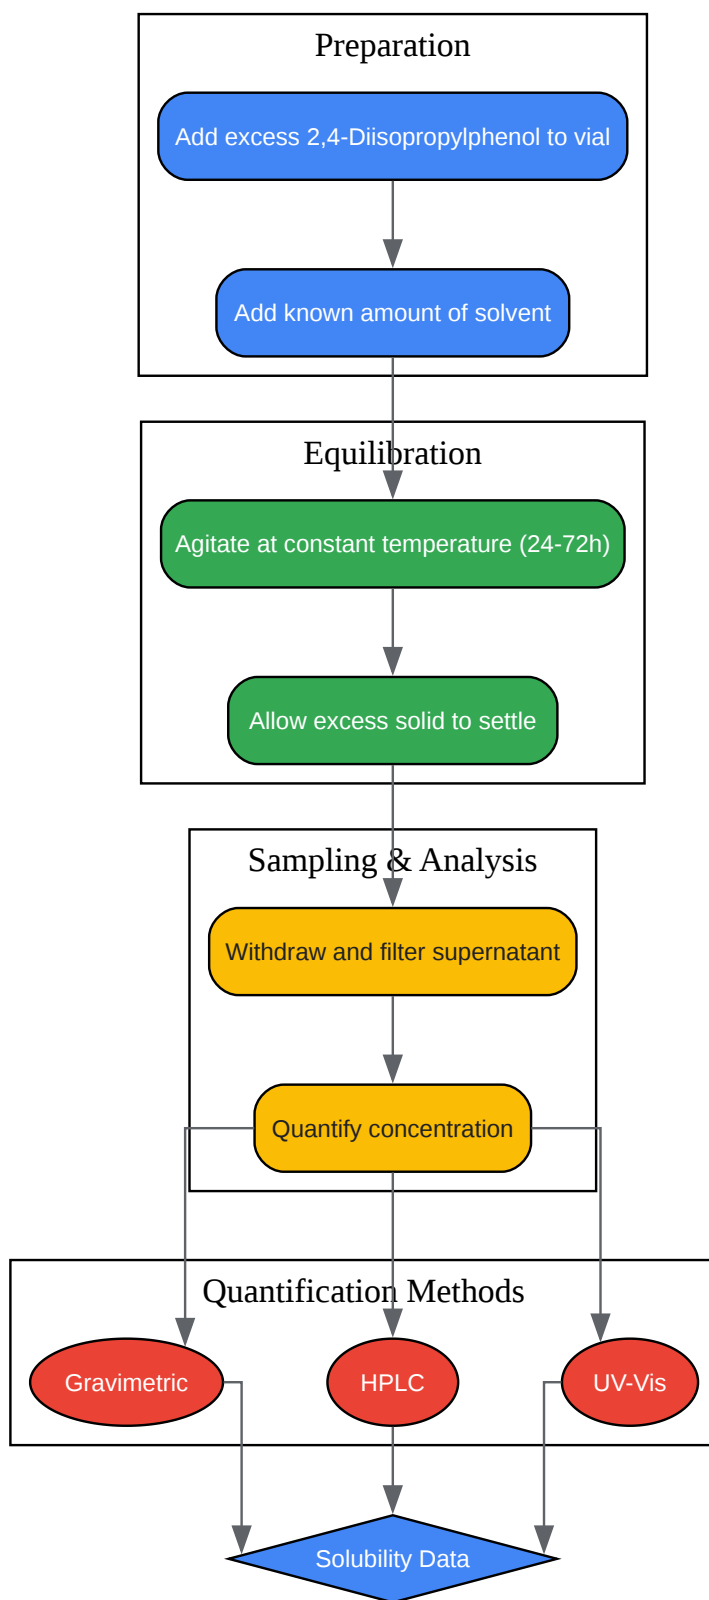 Preparation
Add excess 2,4-Diisopropylphenol to vial
Add known amount of solvent
Equilibration
Agitate at constant temperature (24-72h)
Allow excess solid to settle
Sampling & Analysis
Withdraw and filter supernatant
Quantify concentration
Quantification Methods
Gravimetric
HPLC
UV-Vis
Solubility Data